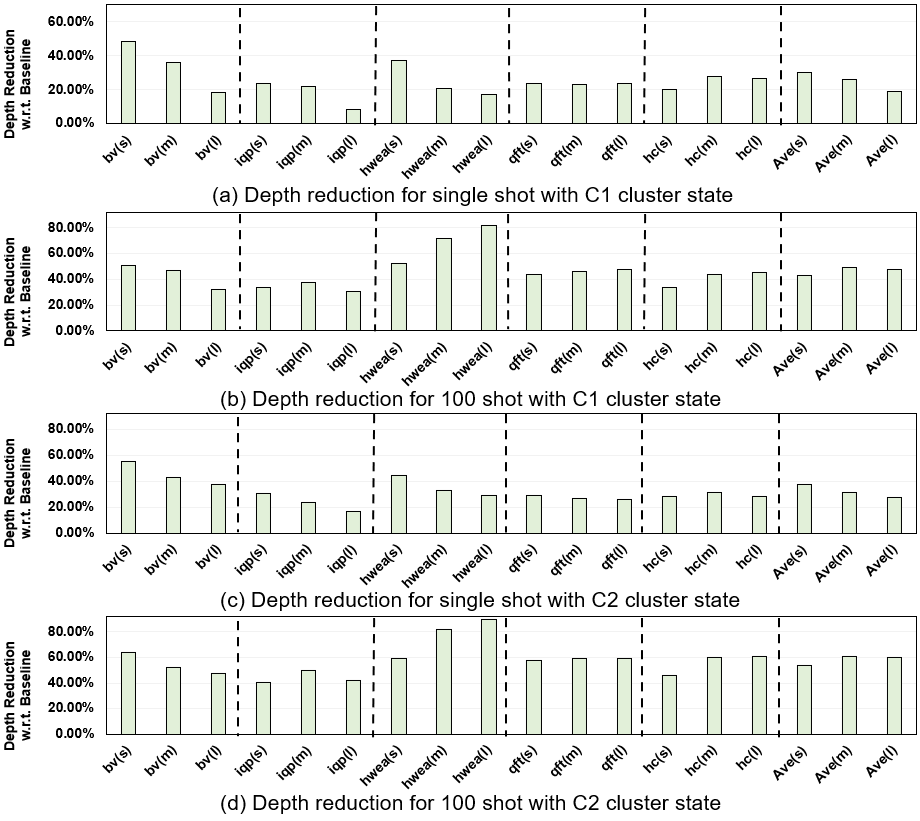 Depth Reduction
w.r.t. Baseline
60.00%
40.00%
20.00%
0.00%
bv(s) bv(m) bv(l) iqp(s) iqp(m) iqp(l) hwea(s) hwea(m) hwea(l) qft(s) qft(m) qft(l) hc(s) hc(m) hc(l) Ave(s) Ave(m) Ave(l)
(a) Depth reduction for single shot with C1 cluster state
Depth Reduction
w.r.t. Baseline
80.00%
60.00%
40.00%
20.00%
0.00%
bv(s) bv(m) bv(l) iqp(s) iqp(m) iqp(l) hwea(s) hwea(m) hwea(l) qft(s) qft(m) qft(l) hc(s) hc(m) hc(l) Ave(s) Ave(m) Ave(l)
(b) Depth reduction for 100 shot with C1 cluster state
Depth Reduction
w.r.t. Baseline
80.00%
60.00%
40.00%
20.00%
0.00%
bv(s) bv(m) bv(l) iqp(s) iqp(m) iqp(l) hwea(s) hwea(m) hwea(l) qft(s) qft(m) qft(l) hc(s) hc(m) hc(l) Ave(s) Ave(m) Ave(l)
(c) Depth reduction for single shot with C2 cluster state
Depth Reduction
w.r.t. Baseline
80.00%
60.00%
40.00%
20.00%
0.00%
bv(s) bv(m) bv(l) iqp(s) iqp(m) iqp(l) hwea(s) hwea(m) hwea(l) qft(s) qft(m) qft(l) hc(s) hc(m) hc(l) Ave(s) Ave(m) Ave(l)
(d) Depth reduction for 100 shot with C2 cluster state